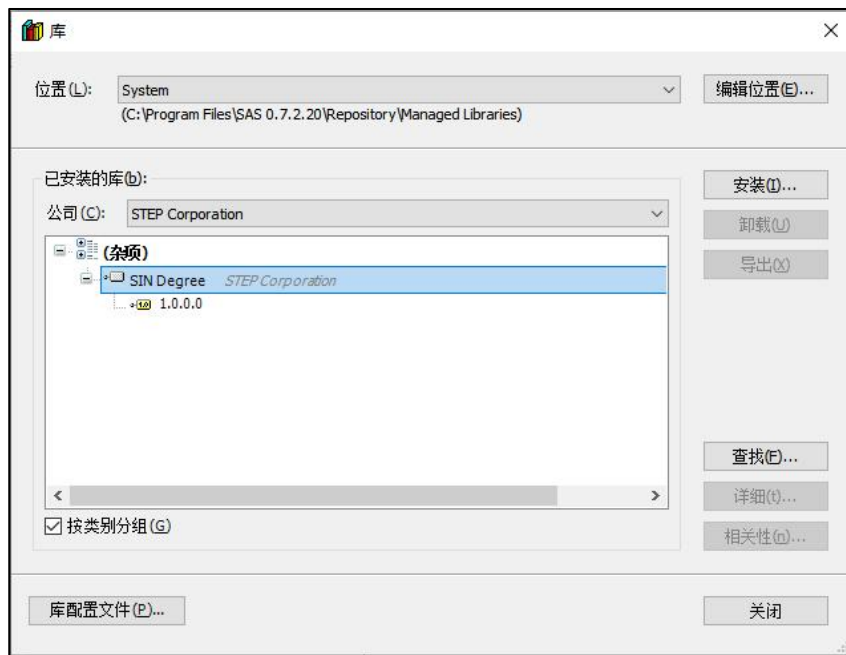 库
位置(L):
System
编辑位置(E)...
(C:\Program Files\SAS 0.7.2.20\Repository\Managed Libraries)
已安装的库(b):
公司(C):
STEP Corporation
安装(I)...
卸载(U)
导出(X)
(杂项)
SIN Degree STEP Corporation
1.0
1.0.0.0
查找(F)...
详细(t)...
相关性(n)...
按类别分组(G)
库配置文件(P)...
关闭